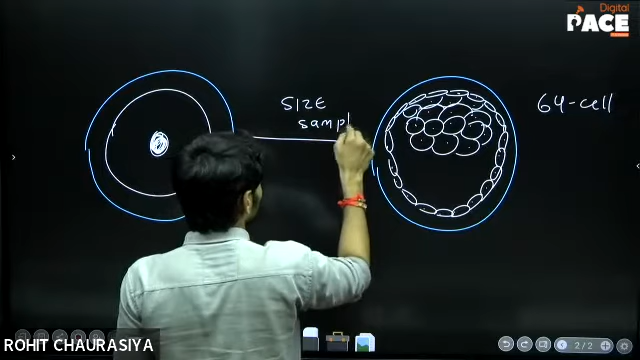 Digital
PACE
SIZE
sampl
64-cell
2/2
ROHIT CHAURASIYA